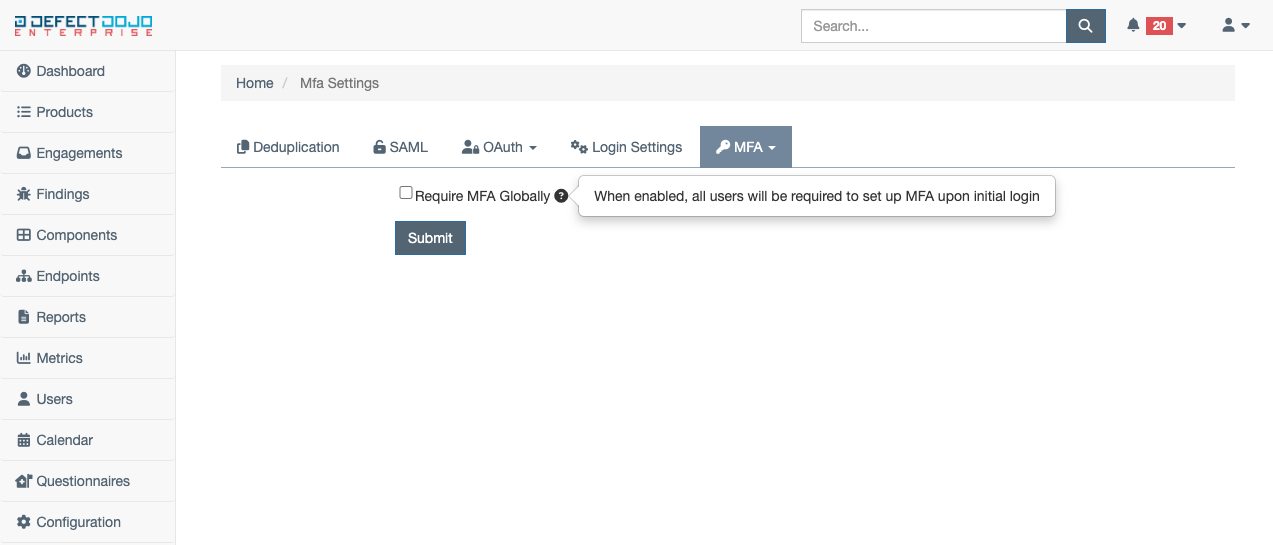 DEFECTDOJO
ENTERPRISE
Search...
20
Dashboard
Products
Engagements
Findings
Components
Endpoints
Reports
Metrics
Users
Calendar
Questionnaires
Configuration
Home / Mfa Settings
Deduplication SAML OAuth Login Settings MFA
Require MFA Globally ? When enabled, all users will be required to set up MFA upon initial login
Submit